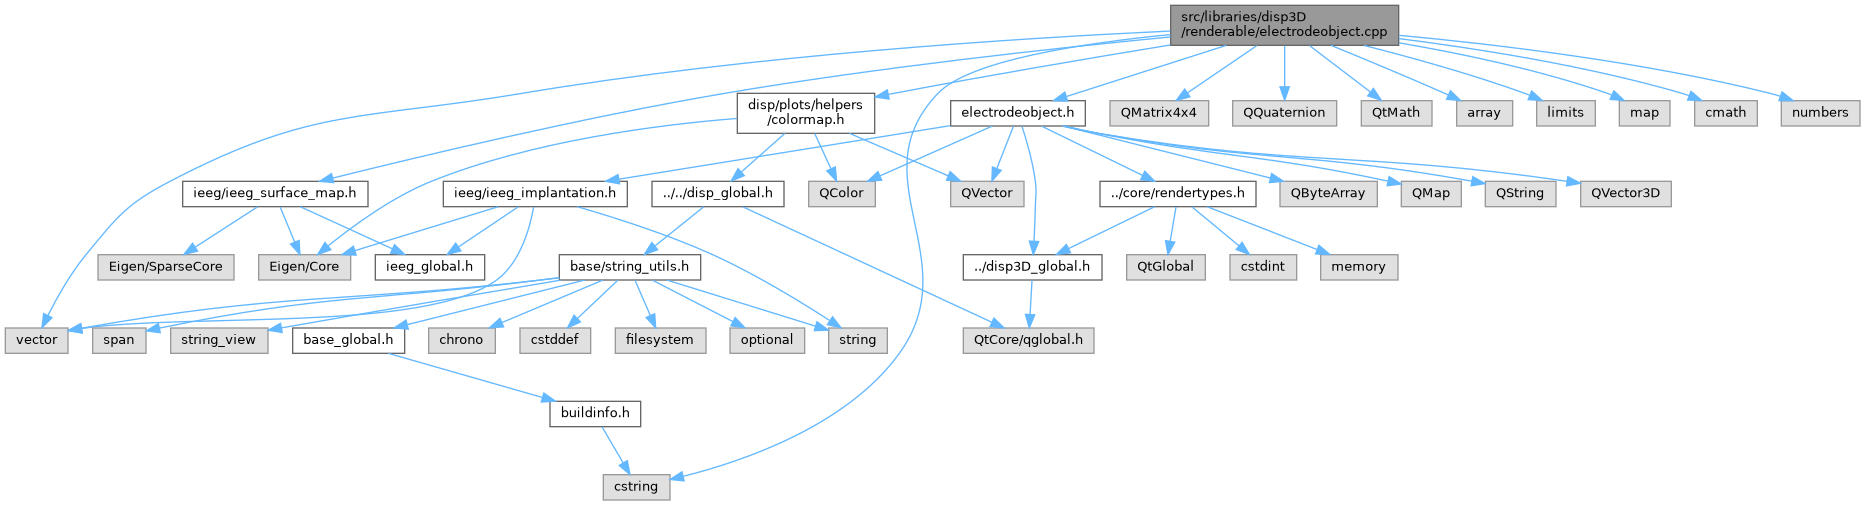 src/libraries/disp3D
/renderable/electrodeobject.cpp
disp/plots/helpers
/colormap.h
electrodeobject.h
QMatrix4x4
QQuaternion
QtMath
array
limits
map
cmath
numbers
ieeg/ieeg_surface_map.h
ieeg/ieeg_implantation.h
../../disp_global.h
QColor
QVector
../core/rendertypes.h
QByteArray
QMap
QString
QVector3D
Eigen/SparseCore
Eigen/Core
ieeg_global.h
base/string_utils.h
../disp3D_global.h
QtGlobal
cstdint
memory
vector
span
string_view
base_global.h
chrono
cstddef
filesystem
optional
string
QtCore/qglobal.h
buildinfo.h
cstring